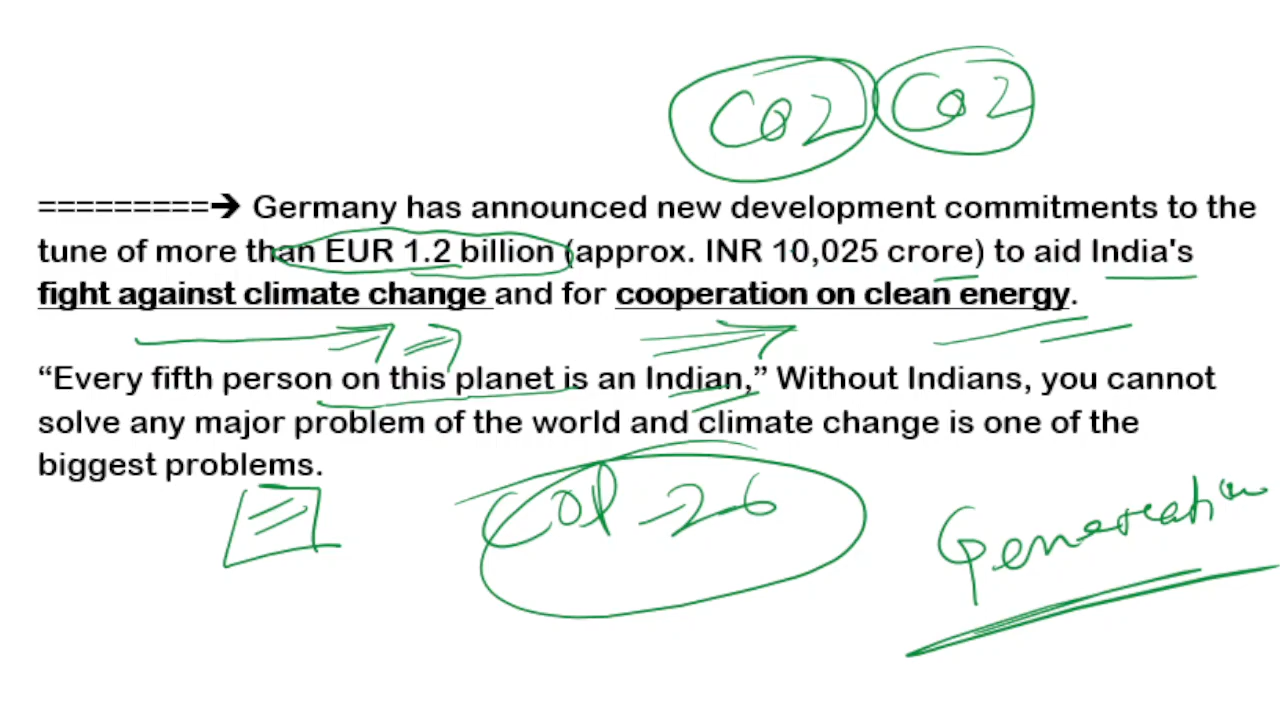 CO2 CO2
=========➔ Germany has announced new development commitments to the
tune of more than EUR 1.2 billion (approx. INR 10,025 crore) to aid India's
fight against climate change and for cooperation on clean energy.
“Every fifth person on this planet is an Indian,” Without Indians, you cannot
solve any major problem of the world and climate change is one of the
biggest problems.
COP-26
Generation